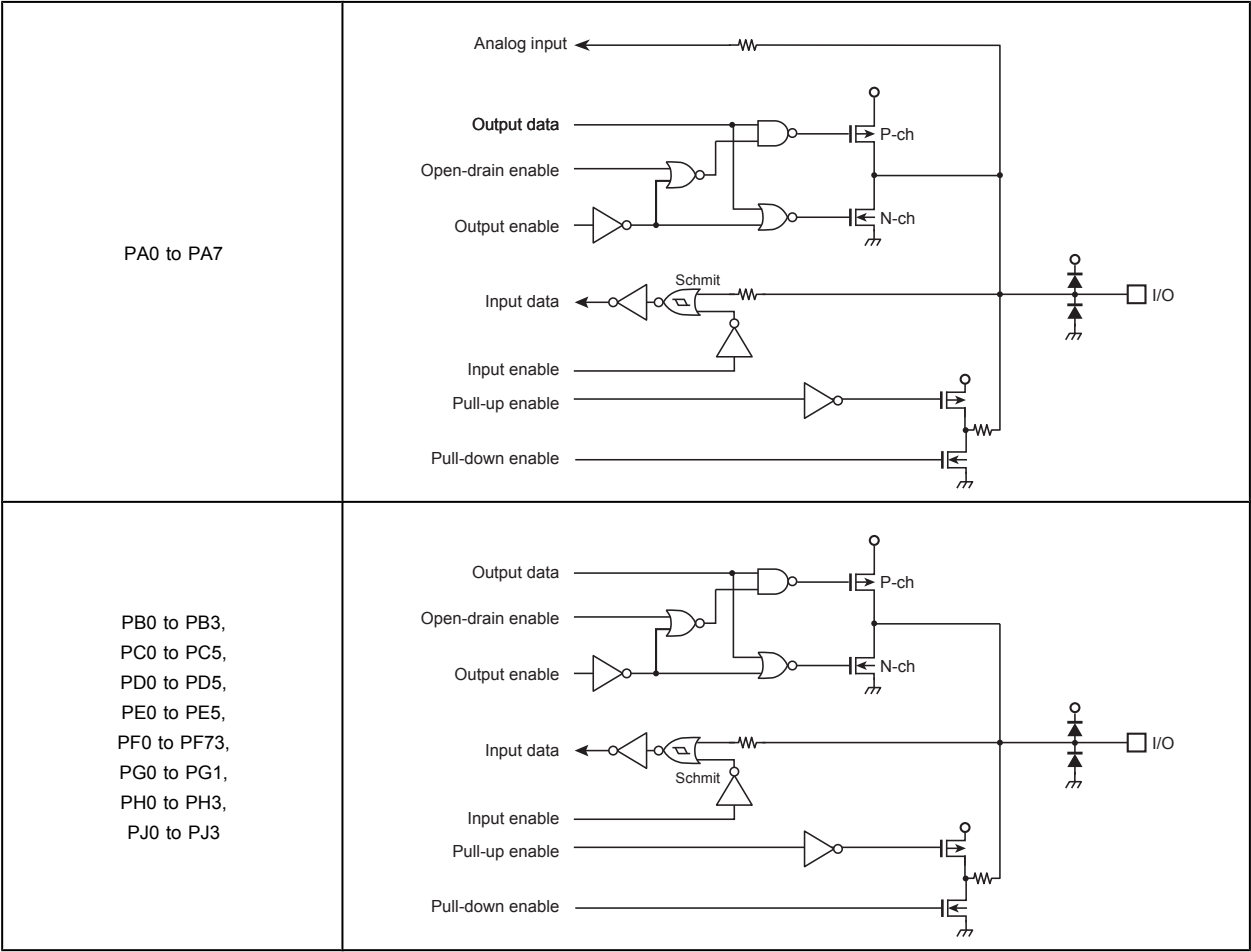 PA0 to PA7
Analog input
Output data
P-ch
Open-drain enable
N-ch
Output enable
Schmit
Input data
I/O
Input enable
Pull-up enable
Pull-down enable
PB0 to PB3,
PC0 to PC5,
PD0 to PD5,
PE0 to PE5,
PF0 to PF73,
PG0 to PG1,
PH0 to PH3,
PJ0 to PJ3
Output data
P-ch
Open-drain enable
N-ch
Output enable
Input data
I/O
Schmit
Input enable
Pull-up enable
Pull-down enable